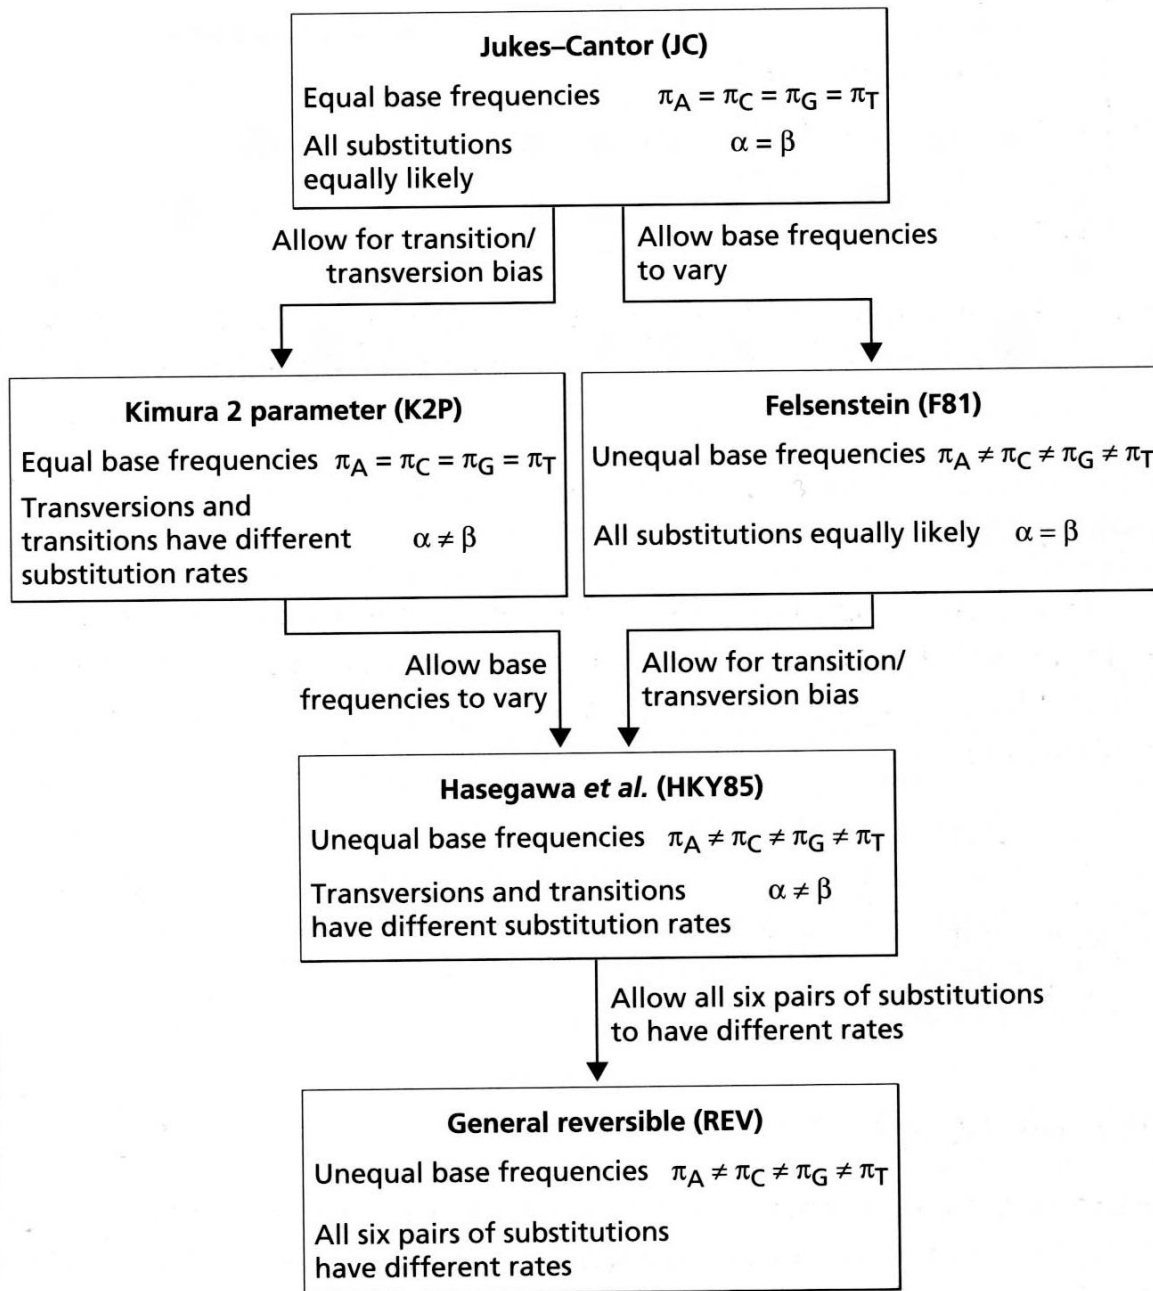 Jukes–Cantor (JC)
Equal base frequencies π_A = π_C = π_G = π_T
All substitutions α = β
equally likely
Allow for transition/
transversion bias
Allow base frequencies
to vary
Kimura 2 parameter (K2P)
Equal base frequencies π_A = π_C = π_G = π_T
Transversions and
transitions have different α ≠ β
substitution rates
Felsenstein (F81)
Unequal base frequencies π_A ≠ π_C ≠ π_G ≠ π_T
All substitutions equally likely α = β
Allow base
frequencies to vary
Allow for transition/
transversion bias
Hasegawa et al. (HKY85)
Unequal base frequencies π_A ≠ π_C ≠ π_G ≠ π_T
Transversions and transitions α ≠ β
have different substitution rates
Allow all six pairs of substitutions
to have different rates
General reversible (REV)
Unequal base frequencies π_A ≠ π_C ≠ π_G ≠ π_T
All six pairs of substitutions
have different rates